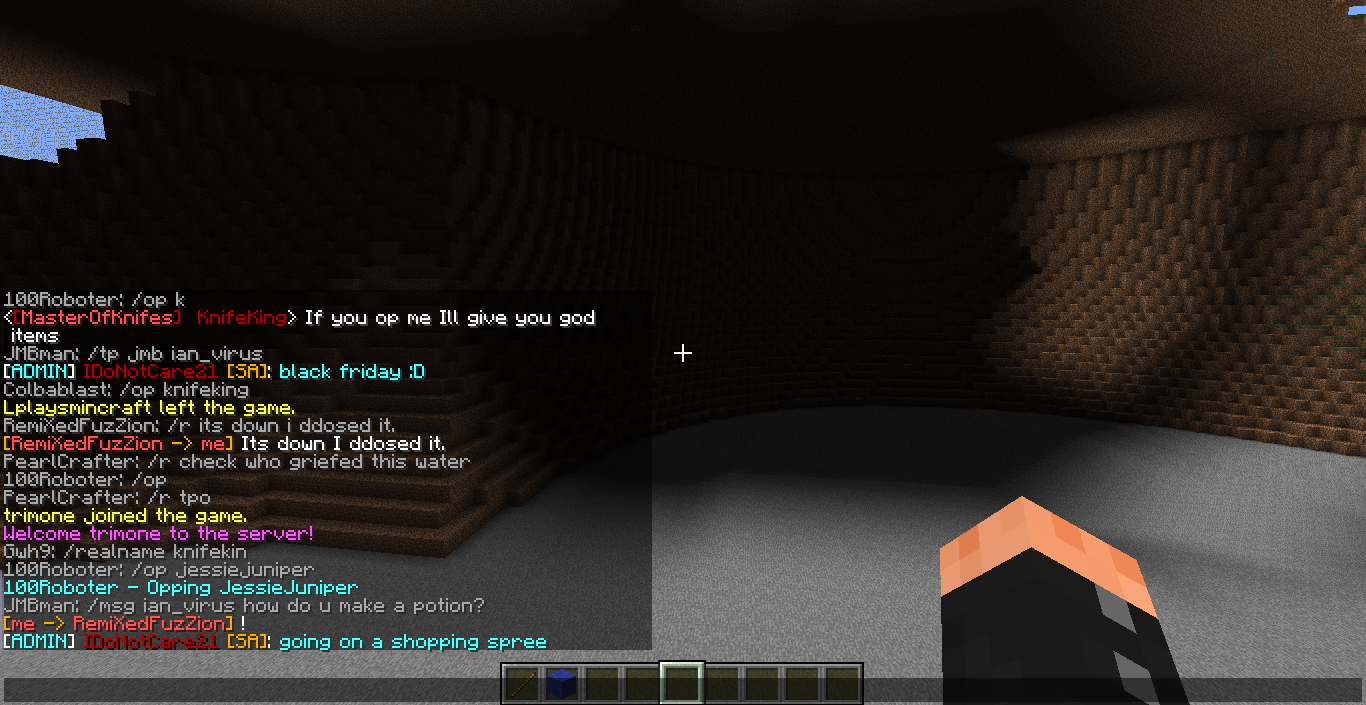 100Roboter: /op k
<[MasterOfKnifes]  KnifeKing> If you op me Ill give you god
items
JMBman: /tp jmb ian_virus
[ADMIN] IDoNotCare21 [SA]: black friday :D
Colbablast: /op knifeking
Lplaysmincraft left the game.
RemiXedFuzZion: /r its down i ddosed it.
[RemiXedFuzZion -> me] Its down I ddosed it.
PearlCrafter: /r check who griefed this water
100Roboter: /op
PearlCrafter: /r tpo
trimone joined the game.
Welcome trimone to the server!
Gwh9: /realname knifekin
100Roboter: /op jessiejuniper
100Roboter - Opping JessieJuniper
JMBman: /msg ian_virus how do u make a potion?
[me -> RemiXedFuzZion] !
[ADMIN] IDoNotCare21 [SA]: going on a shopping spree